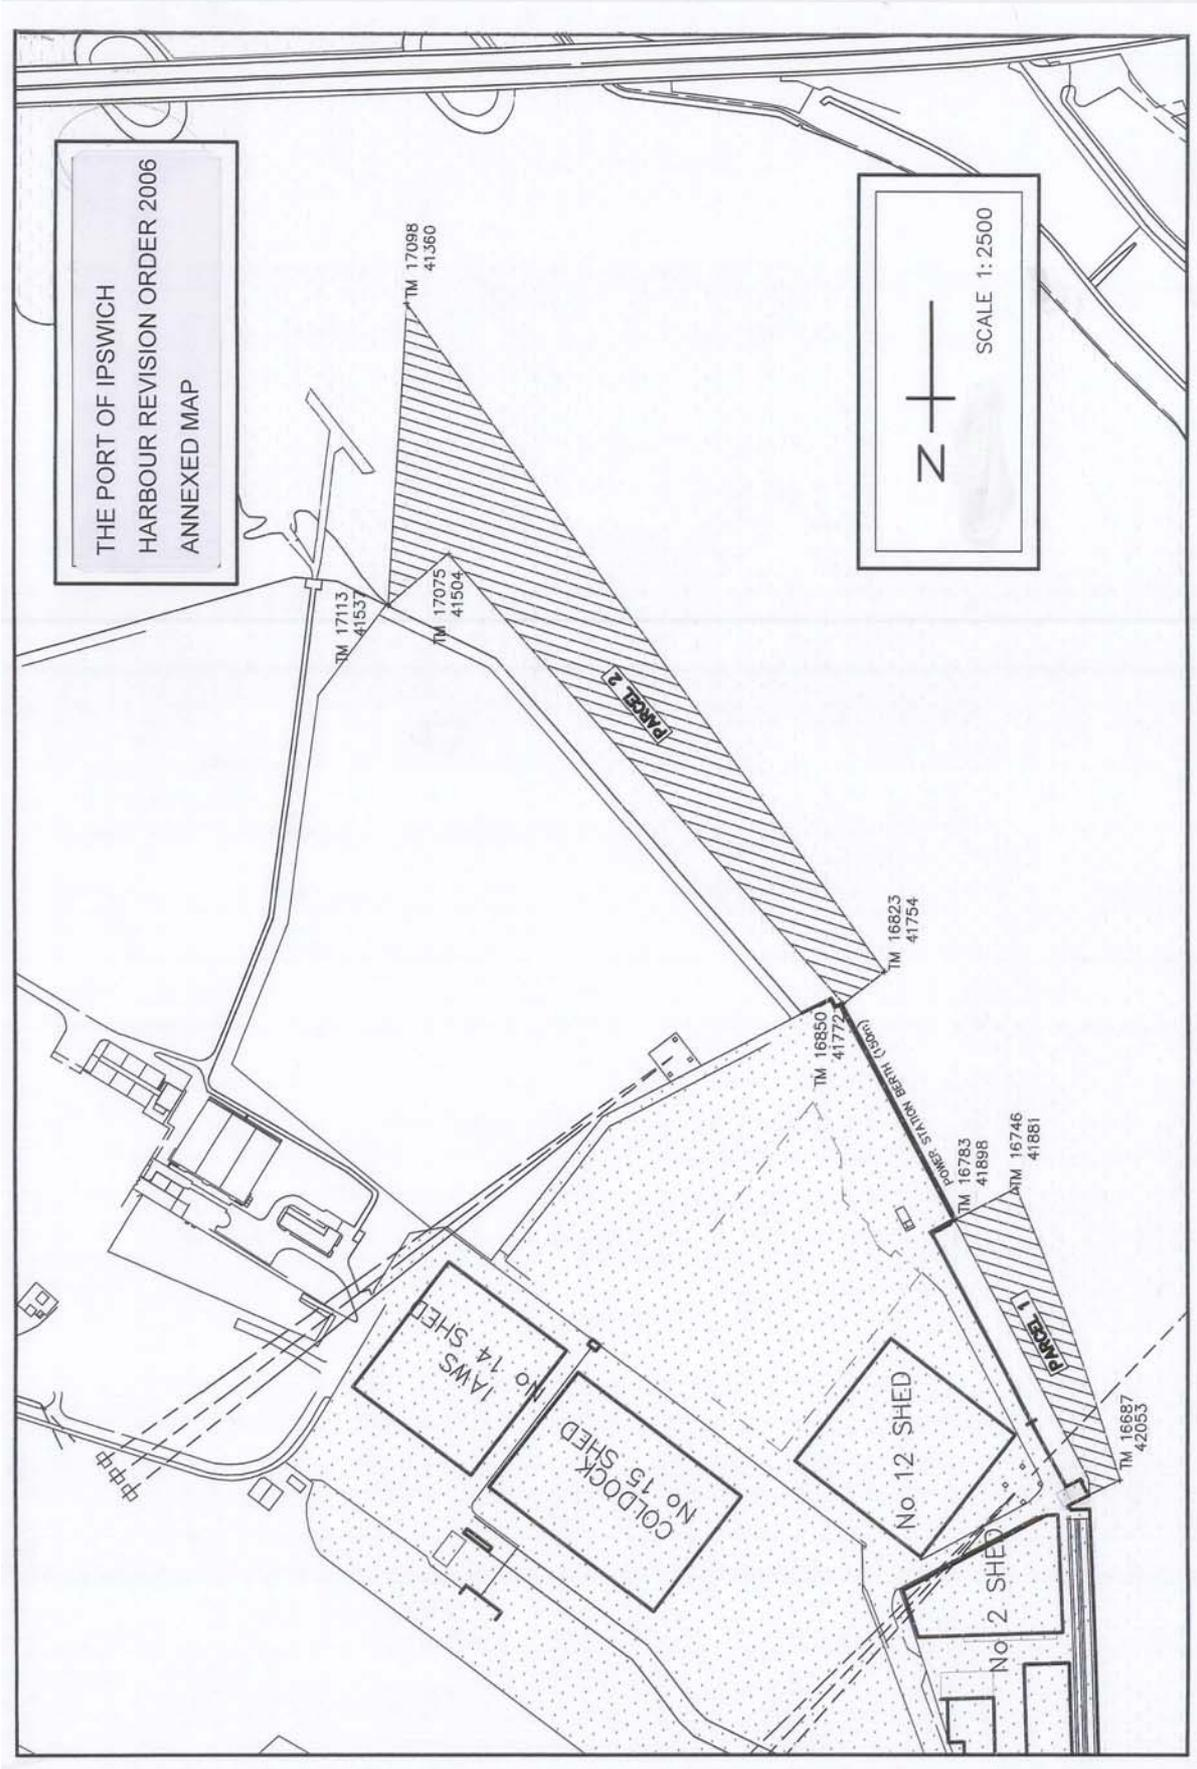 THE PORT OF IPSWICH
HARBOUR REVISION ORDER 2006
ANNEXED MAP
TM 17098
41360
N
SCALE 1:2500
TM 17113
41537
TM 17075
41504
PARCEL 2
TM 16823
41754
TM 16850
41772
POWER STATION BERTH (150m)
TM 16783
41898
TM 16746
41881
PARCEL 1
TM 16687
42053
IAWS
No 14 SHED
COLDOCK
No 15 SHED
No 12 SHED
No 2 SHED